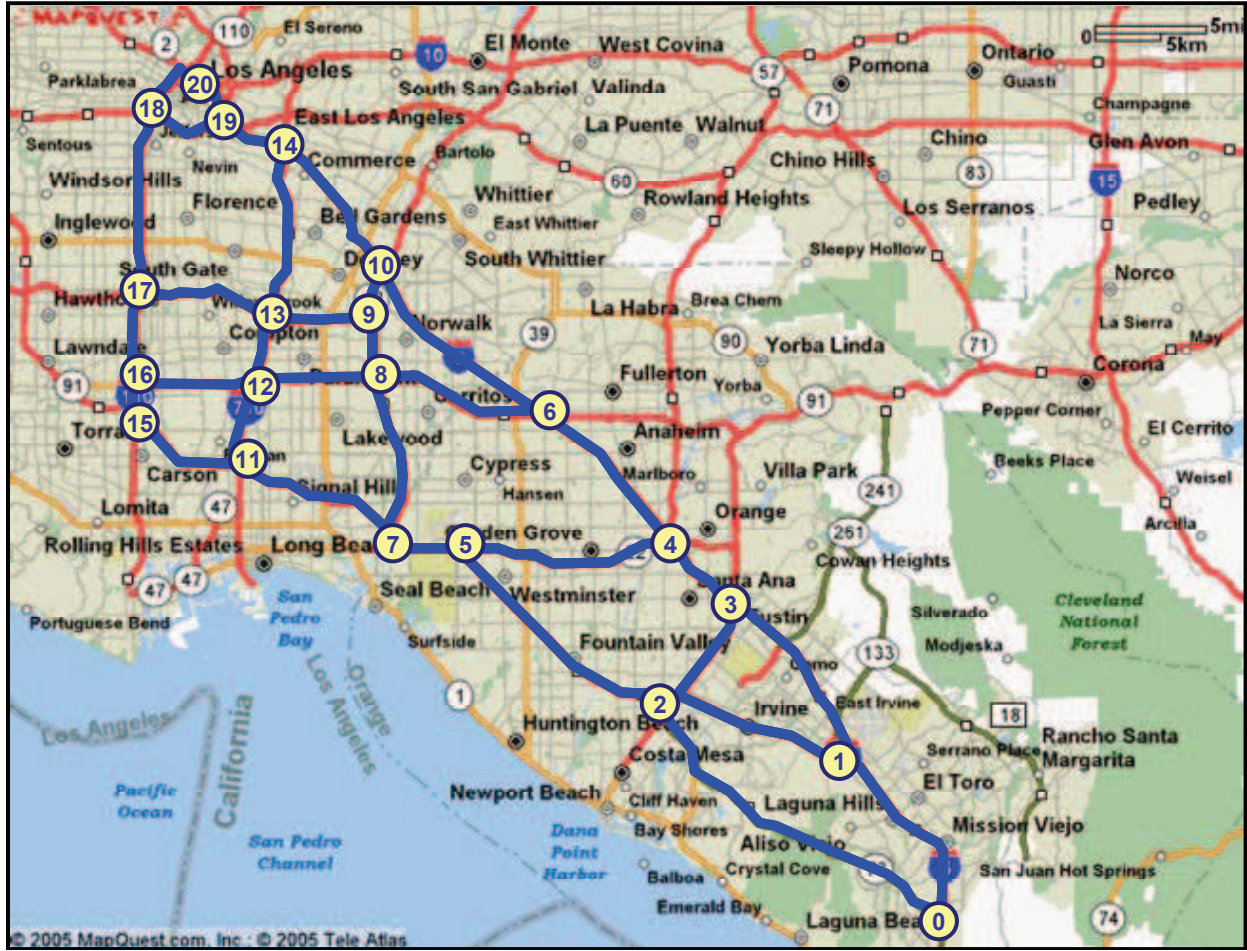 MAPQUEST
110
El Sereno
2
10
El Monte
West Covina
0 5mi
5km
57
Pomona
Ontario
Guasti
Parklabrea
20
Los Angeles
South San Gabriel
Valinda
18
19
East Los Angeles
71
Champagne
Sentous
Nevin
14
Commerce
Bartolo
La Puente
Walnut
Chino
Glen Avon
Chino Hills
83
15
Windsor Hills
Florence
Whittier
60
Rowland Heights
Los Serranos
Pedley
Inglewood
Bell Gardens
East Whittier
Sleepy Hollow
10
South Whittier
South Gate
Norco
17
13
9
La Habra
Brea Chem
La Sierra
May
Norwalk
39
90
Yorba Linda
71
Lawndale
16
12
8
Fullerton
Yorba
Corona
91
Cerritos
91
Pepper Corner
15
6
Anaheim
El Cerrito
Lakewood
11
Carson
Cypress
Marlboro
Villa Park
Beeks Place
Weisel
Hansen
Signal Hill
241
Lomita
47
Orange
Arcilla
Rolling Hills Estates
Long Bea
7
5
den Grove
4
261
Cowan Heights
47
47
Seal Beach
Westminster
Santa Ana
3
Tustin
Silverado
San
Pedro
Bay
Cleveland
National
Forest
Portuguese Bend
Surfside
Fountain Valley
Modjeska
133
Los Angeles
Orange
1
2
Irvine
East Irvine
18
Los Angeles
California
Huntington Beach
Costa Mesa
1
Serrano Place
Rancho Santa
Margarita
El Toro
Pacific
Ocean
Newport Beach
Cliff Haven
Laguna Hills
San Pedro
Channel
Dana
Point
Harbor
Bay Shores
Mission Viejo
Aliso Viejo
Crystal Cove
San Juan Hot Springs
Balboa
Emerald Bay
Laguna Bea
0
74
© 2005 MapQuest.com, Inc.; © 2005 Tele Atlas